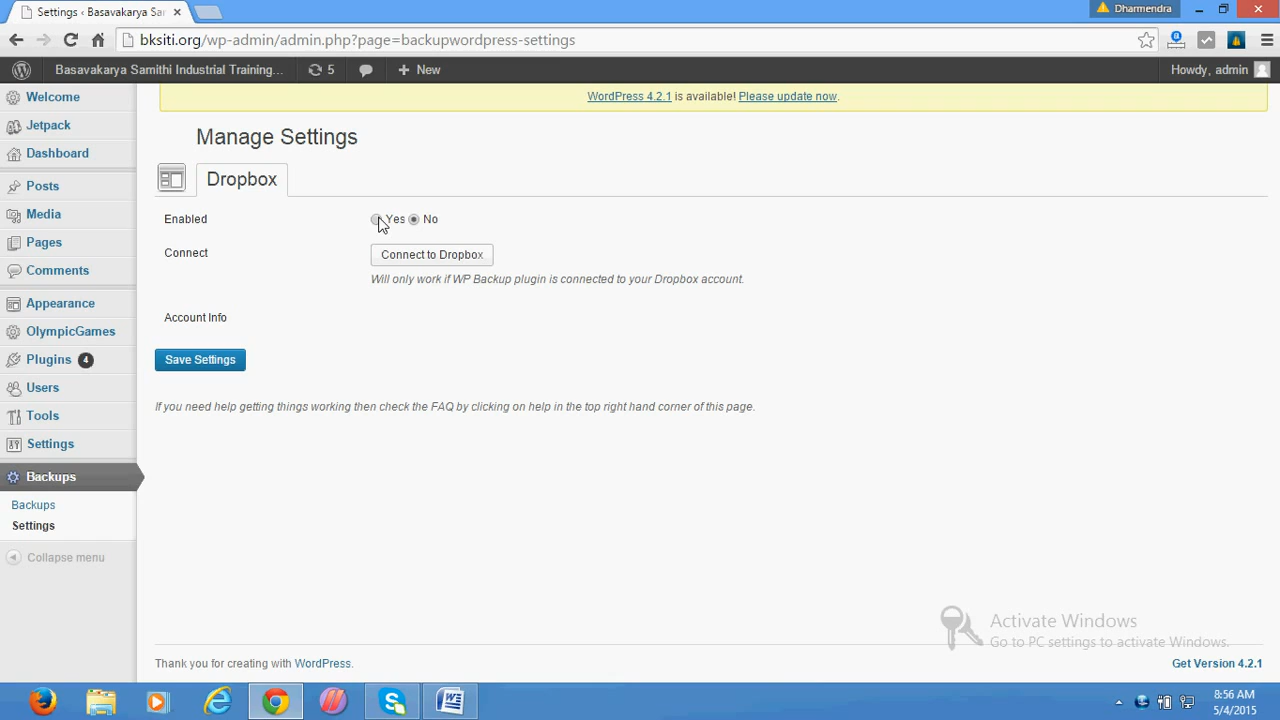 Settings ‹ Basavakarya Sar
Dharmendra
bksiti.org/wp-admin/admin.php?page=backupwordpress-settings
Basavakarya Samithi Industrial Training... 5 + New Howdy, admin
WordPress 4.2.1 is available! Please update now.
Welcome
Jetpack
Dashboard
Posts
Media
Pages
Comments
Appearance
OlympicGames
Plugins 4
Users
Tools
Settings
Backups
Backups
Settings
Collapse menu
Manage Settings
Dropbox
Enabled Yes No
Connect Connect to Dropbox
Will only work if WP Backup plugin is connected to your Dropbox account.
Account Info
Save Settings
If you need help getting things working then check the FAQ by clicking on help in the top right hand corner of this page.
Activate Windows
Go to PC settings to activate Windows.
Thank you for creating with WordPress. Get Version 4.2.1
8:56 AM
5/4/2015